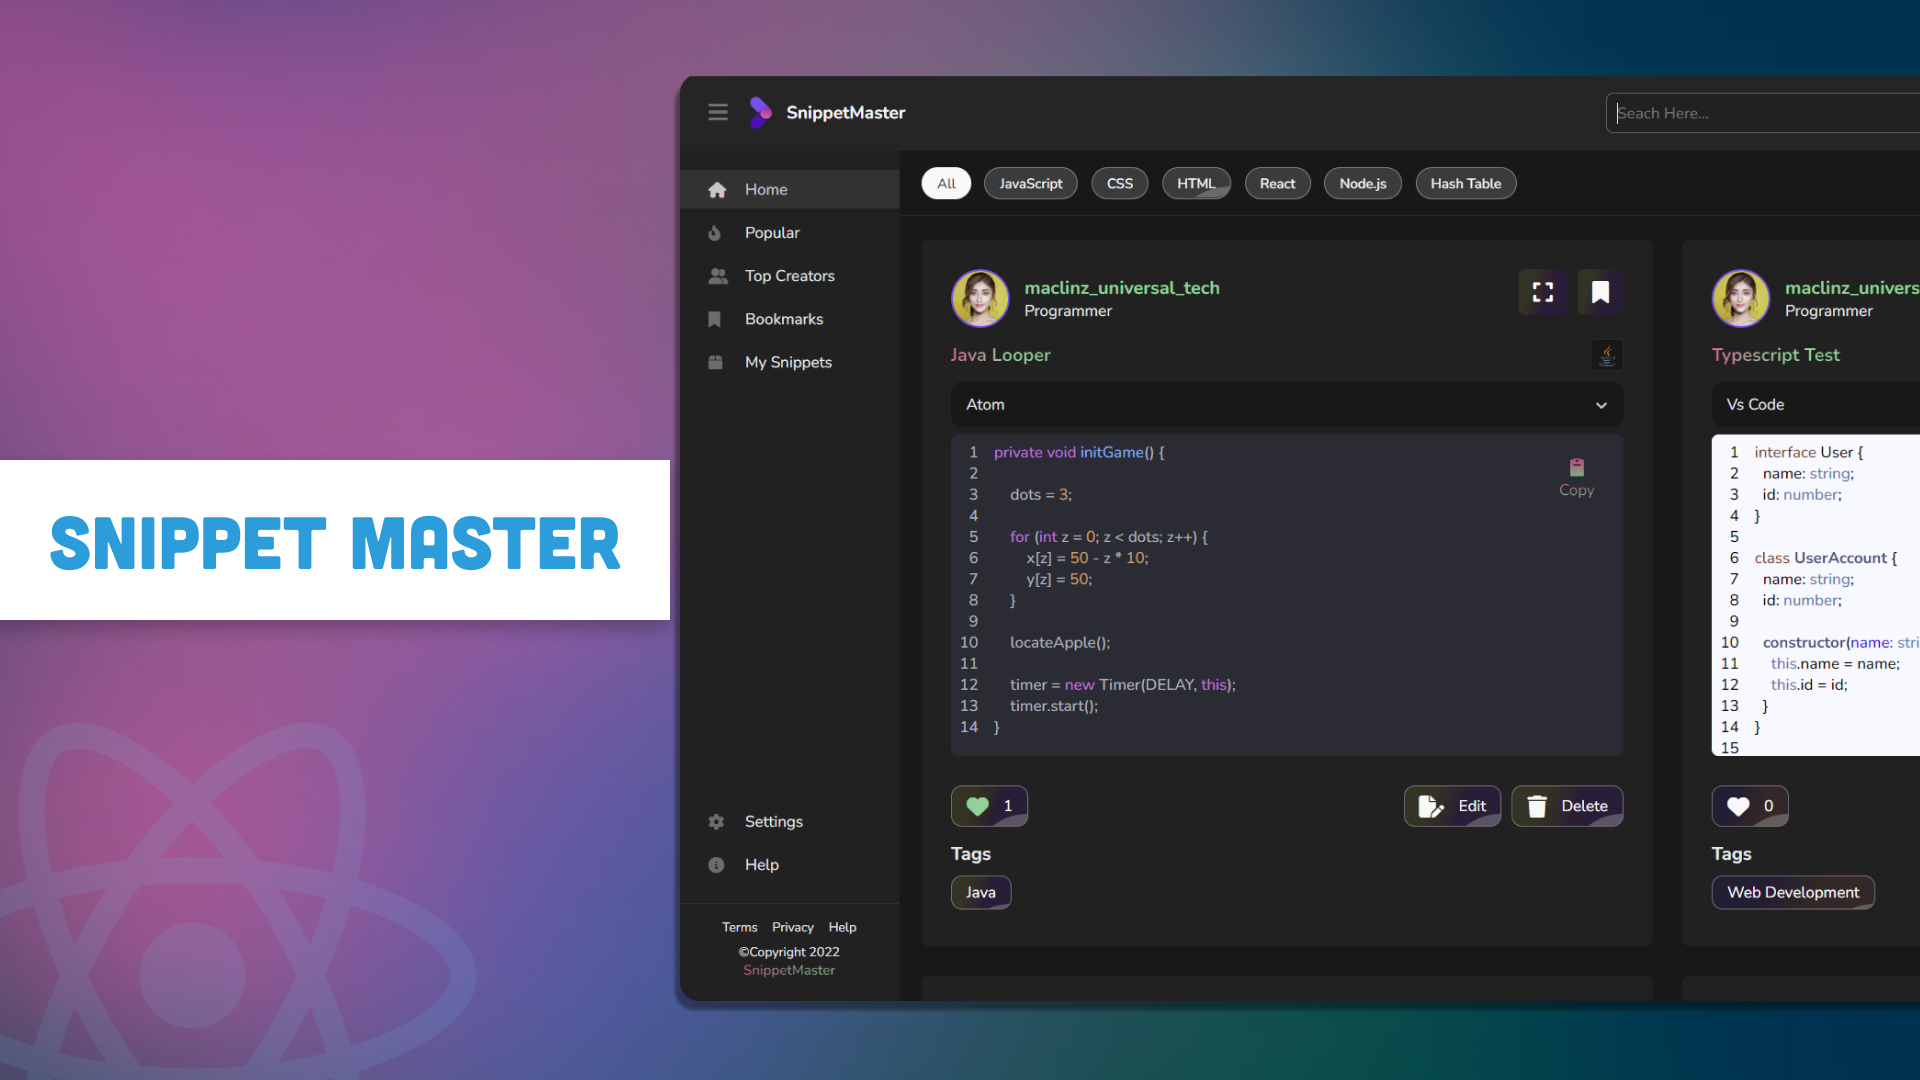 SNIPPET MASTER
SnippetMaster
Seach Here...
Home
Popular
Top Creators
Bookmarks
My Snippets
Settings
Help
Terms Privacy Help
©Copyright 2022
SnippetMaster
All JavaScript CSS HTML React Node.js Hash Table
maclinz_universal_tech
Programmer
Java Looper
Atom
Copy
1 private void initGame() {
2
3 dots = 3;
4
5 for (int z = 0; z < dots; z++) {
6 x[z] = 50 - z * 10;
7 y[z] = 50;
8 }
9
10 locateApple();
11
12 timer = new Timer(DELAY, this);
13 timer.start();
14 }
1 Edit Delete
Tags
Java
maclinz_univers
Programmer
Typescript Test
Vs Code
1 interface User {
2 name: string;
3 id: number;
4 }
5
6 class UserAccount {
7 name: string;
8 id: number;
9
10 constructor(name: stri
11 this.name = name;
12 this.id = id;
13 }
14 }
15
0
Tags
Web Development